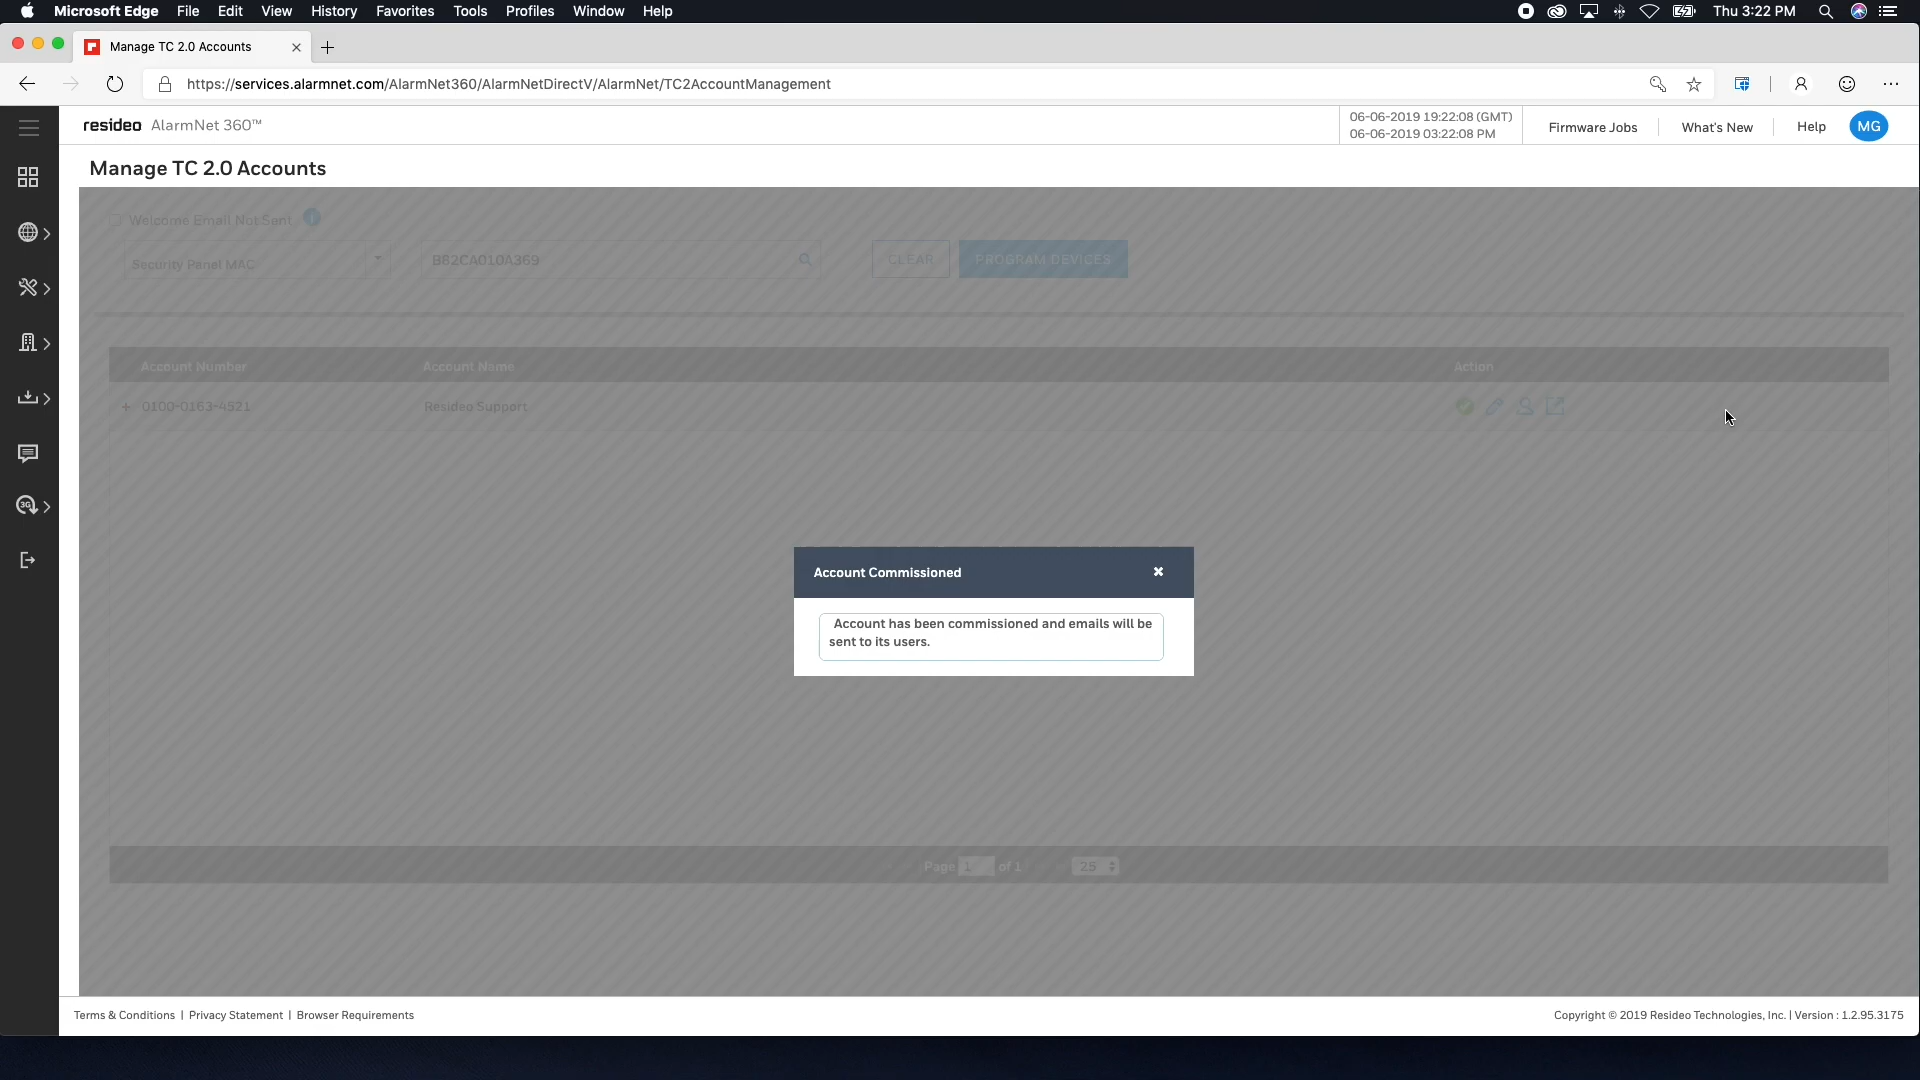 Microsoft Edge File Edit View History Favorites Tools Profiles Window Help
Thu 3:22 PM
Manage TC 2.0 Accounts
https://services.alarmnet.com/AlarmNet360/AlarmNetDirectV/AlarmNet/TC2AccountManagement
resideo AlarmNet 360™
06-06-2019 19:22:08 (GMT)
06-06-2019 03:22:08 PM
Firmware Jobs
What's New
Help
MG
Manage TC 2.0 Accounts
Welcome Email Not Sent i
Security Panel MAC
B82CA010A369
CLEAR
PROGRAM DEVICES
Account Number Account Name Action
+ 0100-0163-4521 Resideo Support
3G
Account Commissioned
Account has been commissioned and emails will be
sent to its users.
Page 1 of 1 25
Terms & Conditions | Privacy Statement | Browser Requirements
Copyright © 2019 Resideo Technologies, Inc. | Version : 1.2.95.3175